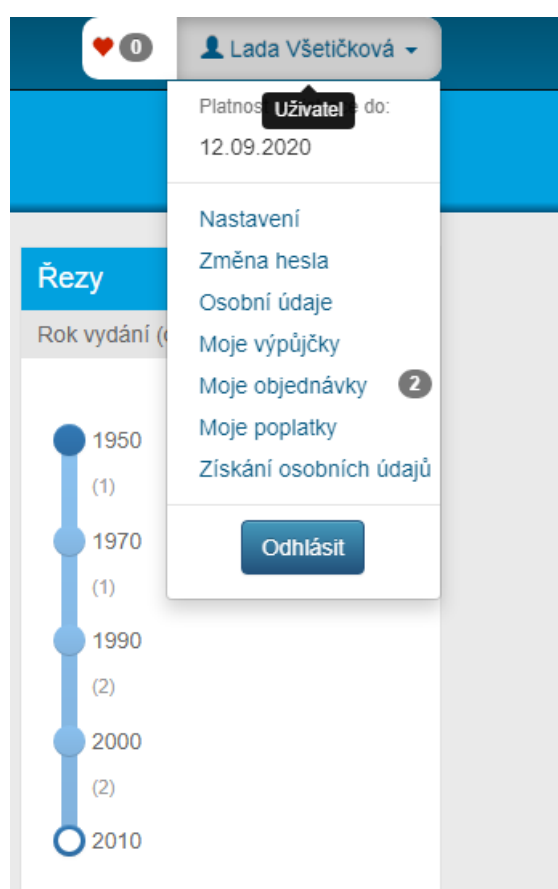 0 Lada Všetičková
Platnos do:
Uživatel
12.09.2020
Nastavení
Změna hesla
Osobní údaje
Moje výpůjčky
Moje objednávky 2
Moje poplatky
Získání osobních údajů
Odhlásit
Řezy
Rok vydání (
1950
(1)
1970
(1)
1990
(2)
2000
(2)
2010